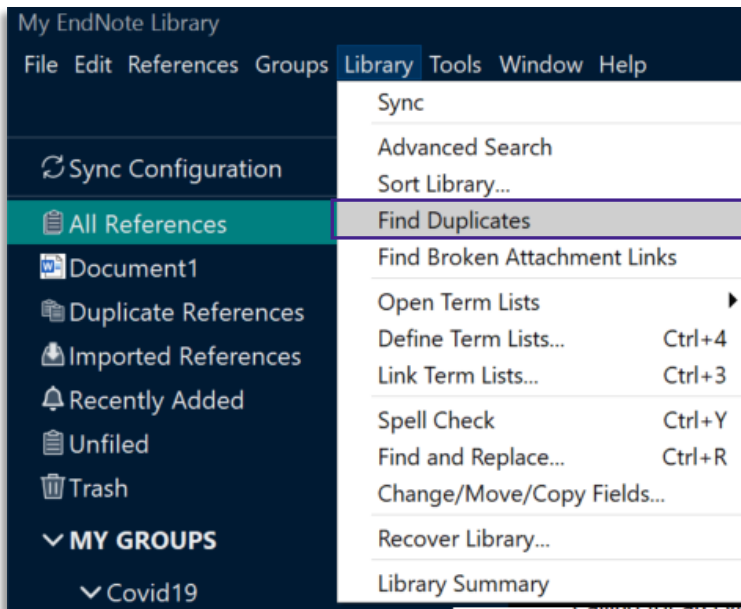 My EndNote Library
File Edit References Groups Library Tools Window Help
Sync Configuration
All References
Document1
Duplicate References
Imported References
Recently Added
Unfiled
Trash
MY GROUPS
Covid19
Sync
Advanced Search
Sort Library...
Find Duplicates
Find Broken Attachment Links
Open Term Lists
Define Term Lists... Ctrl+4
Link Term Lists... Ctrl+3
Spell Check Ctrl+Y
Find and Replace... Ctrl+R
Change/Move/Copy Fields...
Recover Library...
Library Summary